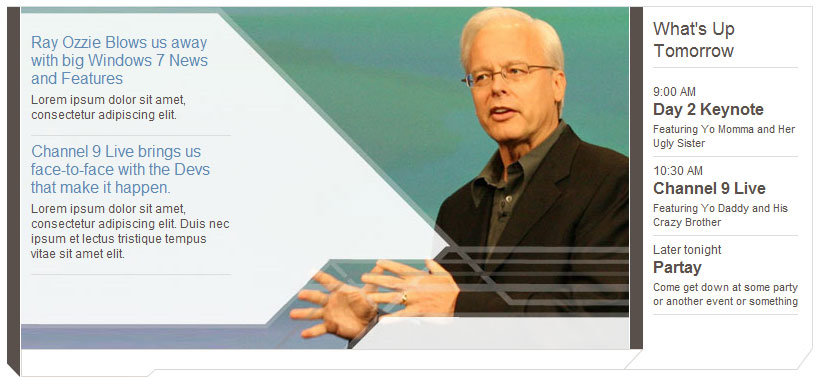 Ray Ozzie Blows us away
with big Windows 7 News
and Features
Lorem ipsum dolor sit amet,
consectetur adipiscing elit.
Channel 9 Live brings us
face-to-face with the Devs
that make it happen.
Lorem ipsum dolor sit amet,
consectetur adipiscing elit. Duis nec
ipsum et lectus tristique tempus
vitae sit amet elit.
What's Up
Tomorrow
9:00 AM
Day 2 Keynote
Featuring Yo Momma and Her
Ugly Sister
10:30 AM
Channel 9 Live
Featuring Yo Daddy and His
Crazy Brother
Later tonight
Partay
Come get down at some party
or another event or something